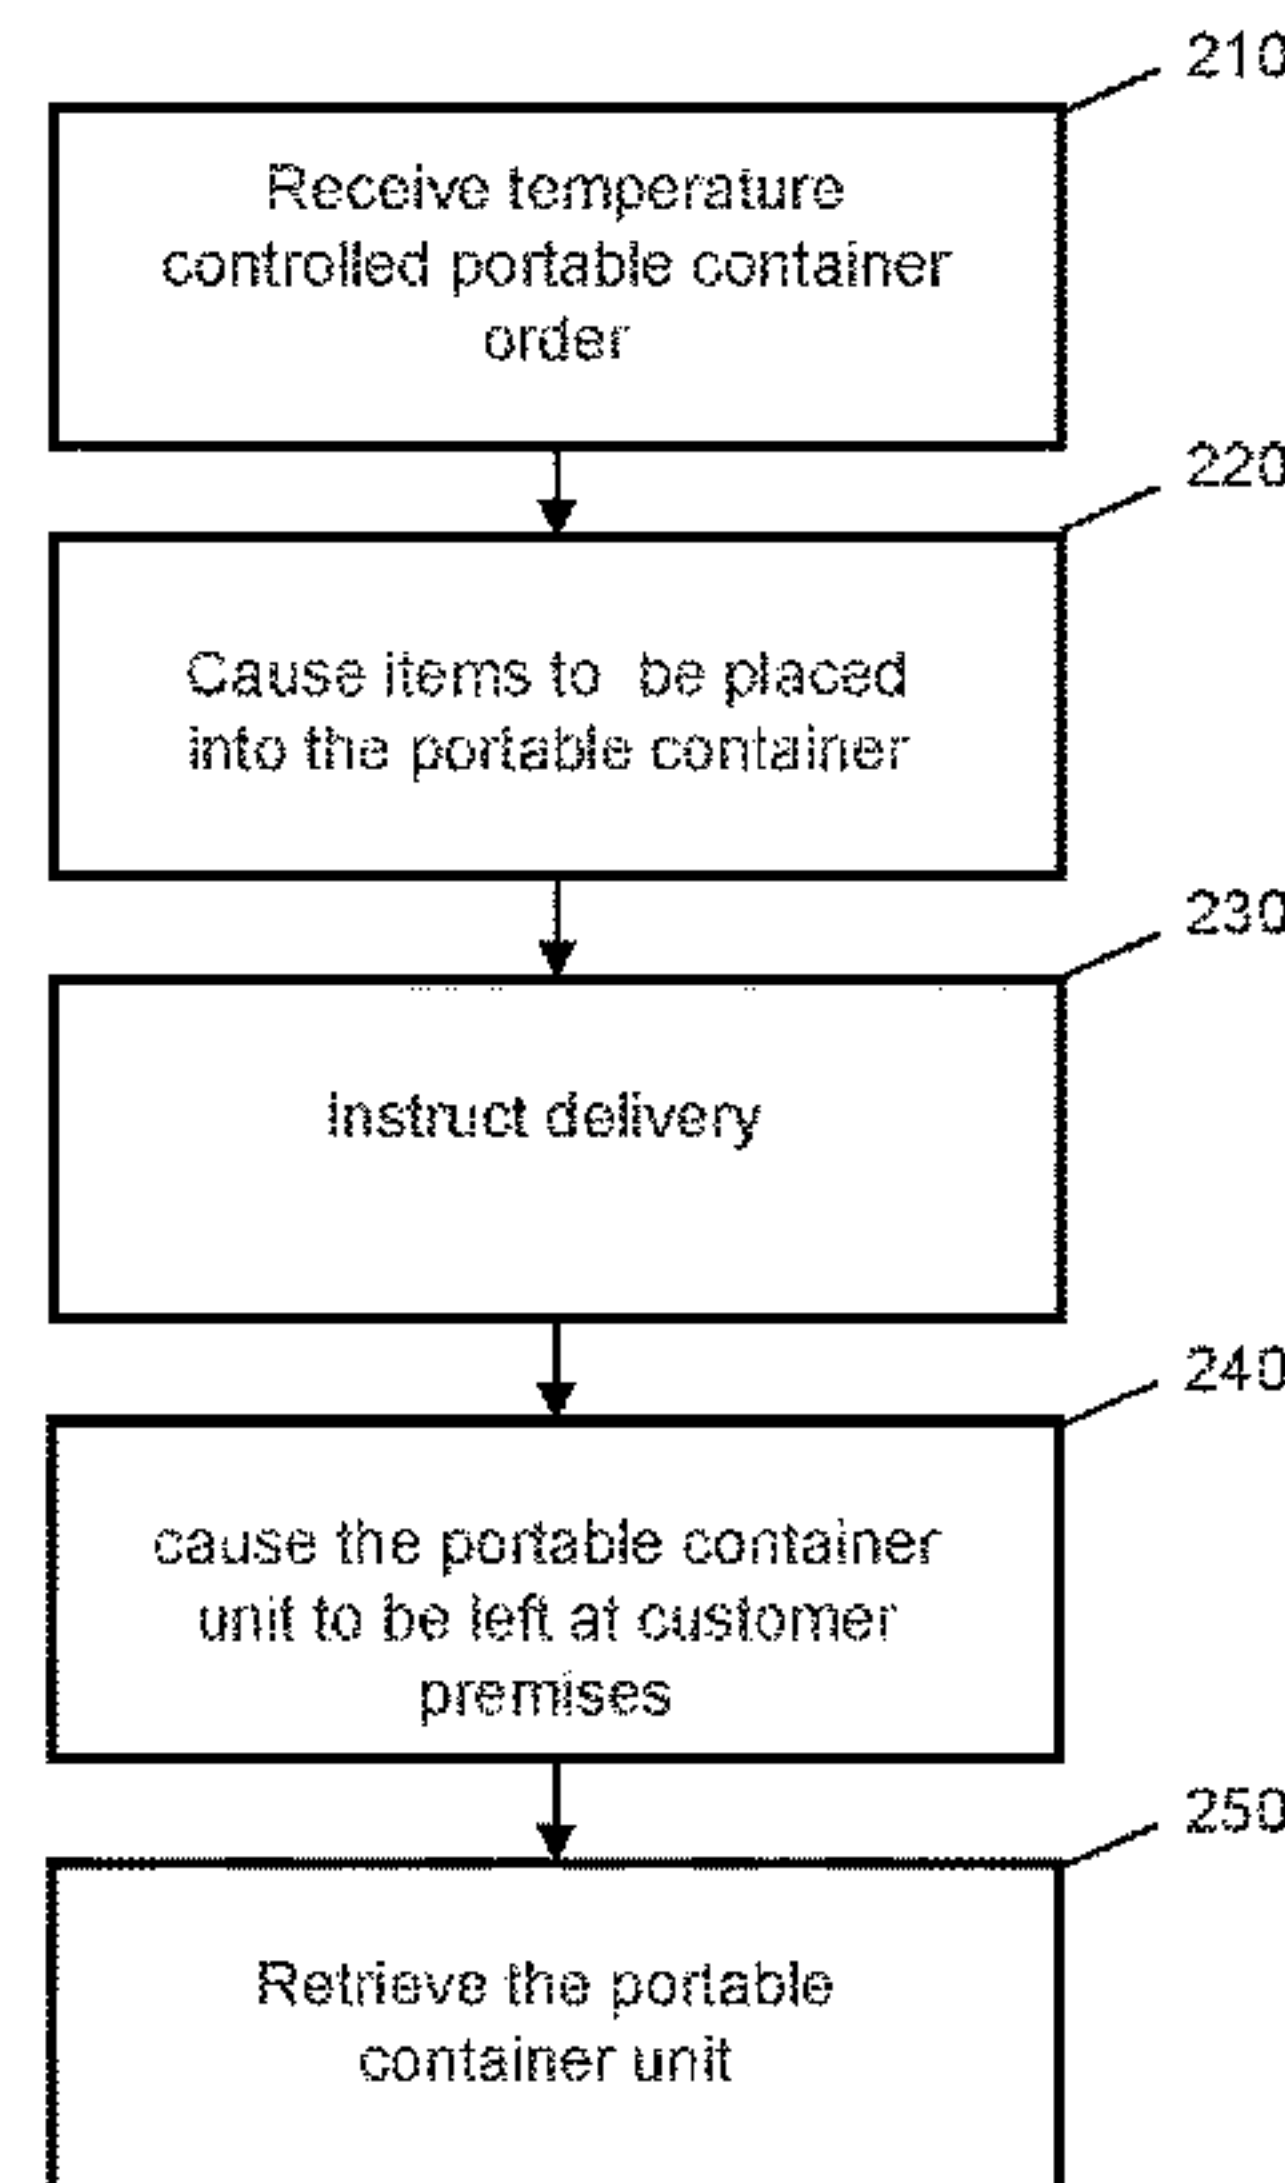 210
Receive temperature
controlled portable container
order
220
Cause items to be placed
into the portable container
230
Instruct delivery
240
cause the portable container
unit to be left at customer
premises
250
Retrieve the portable
container unit